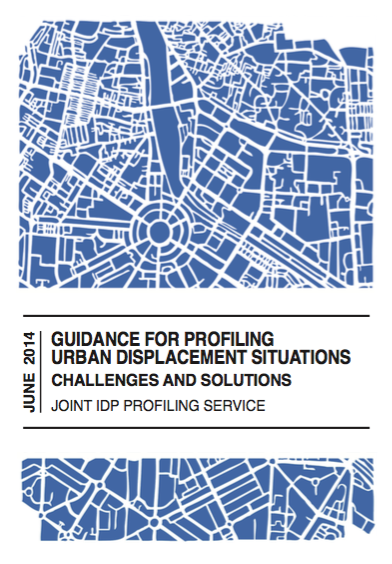 JUNE 2014
GUIDANCE FOR PROFILING
URBAN DISPLACEMENT SITUATIONS
CHALLENGES AND SOLUTIONS
JOINT IDP PROFILING SERVICE